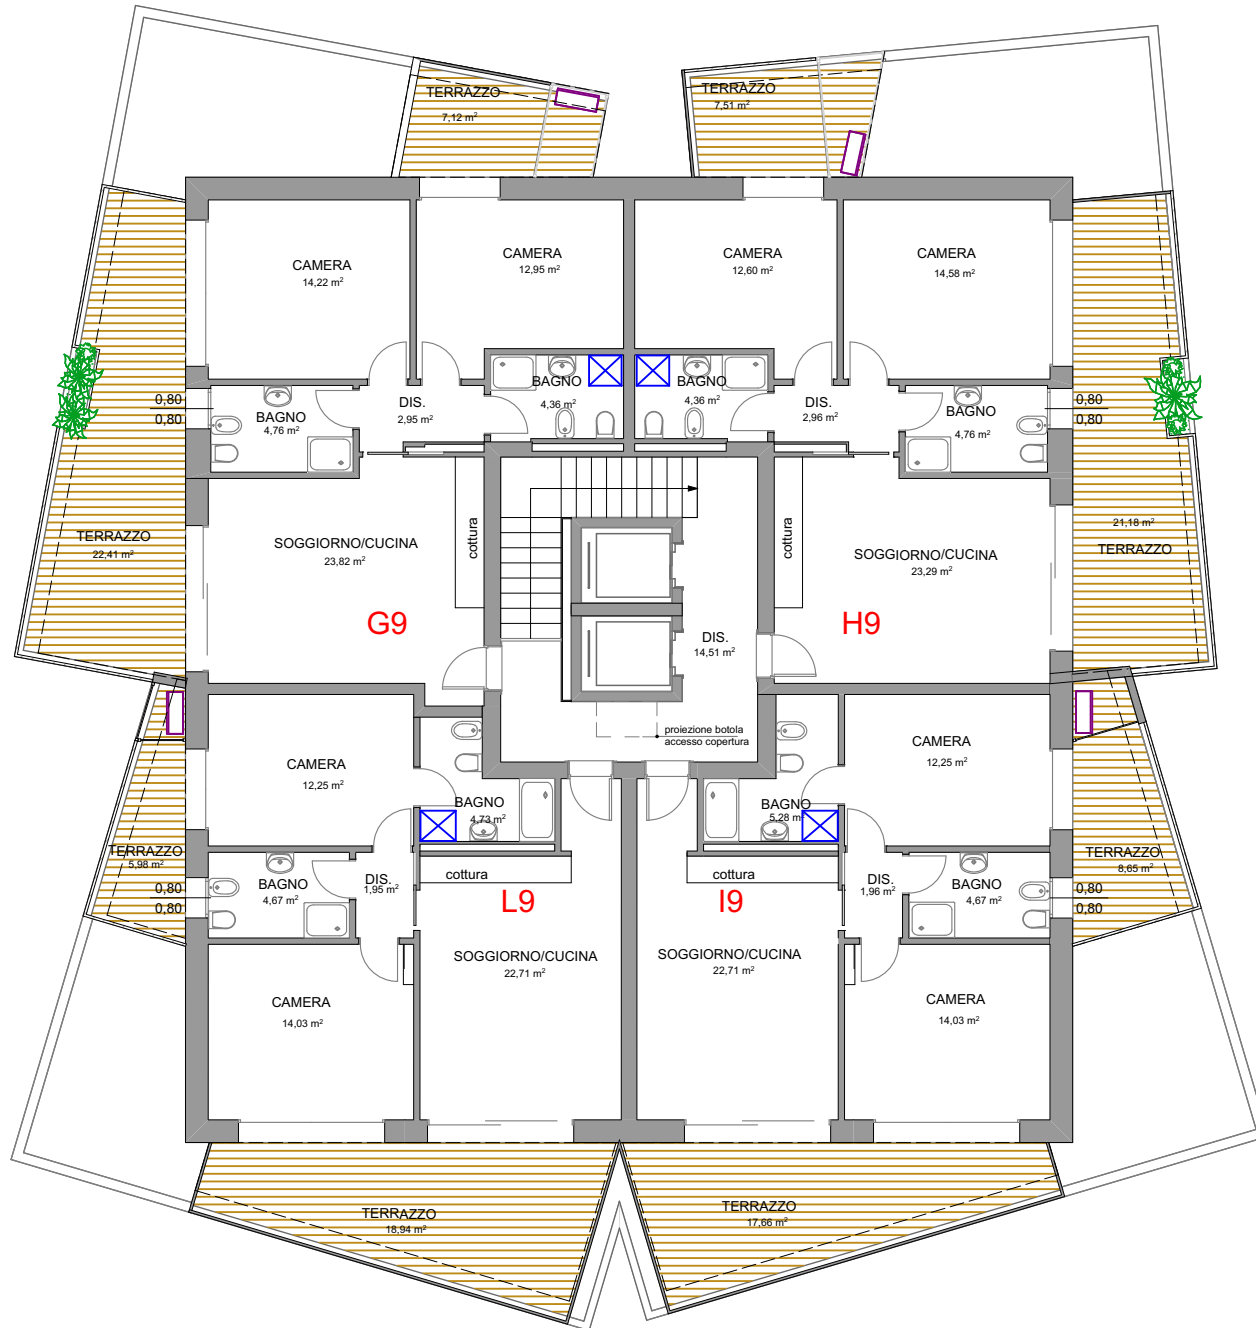 TERRAZZO
7,12 m²
TERRAZZO
7,51 m²
CAMERA
14,22 m²
CAMERA
12,95 m²
CAMERA
12,60 m²
CAMERA
14,58 m²
0,80
0,80
BAGNO
4,76 m²
DIS.
2,95 m²
BAGNO
4,36 m²
BAGNO
4,36 m²
DIS.
2,96 m²
BAGNO
4,76 m²
0,80
0,80
TERRAZZO
22,41 m²
SOGGIORNO/CUCINA
23,82 m²
cottura
G9
DIS.
14,51 m²
cottura
SOGGIORNO/CUCINA
23,29 m²
H9
21,18 m²
TERRAZZO
proiezione botola
accesso copertura
CAMERA
12,25 m²
BAGNO
4,73 m²
BAGNO
5,28 m²
CAMERA
12,25 m²
TERRAZZO
5,98 m²
0,80
0,80
BAGNO
4,67 m²
DIS.
1,95 m²
cottura
L9
cottura
I9
DIS.
1,96 m²
BAGNO
4,67 m²
TERRAZZO
8,65 m²
0,80
0,80
CAMERA
14,03 m²
SOGGIORNO/CUCINA
22,71 m²
SOGGIORNO/CUCINA
22,71 m²
CAMERA
14,03 m²
TERRAZZO
18,94 m²
TERRAZZO
17,66 m²